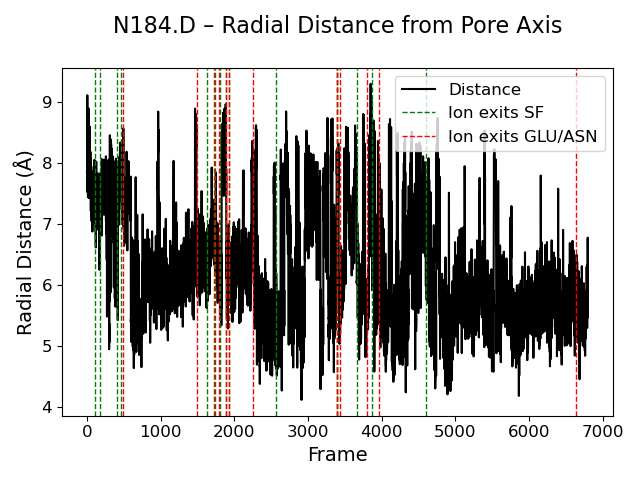 N184.D – Radial Distance from Pore Axis
Radial Distance (Å)
9
8
7
6
5
4
Distance
Ion exits SF
Ion exits GLU/ASN
0 1000 2000 3000 4000 5000 6000 7000
Frame